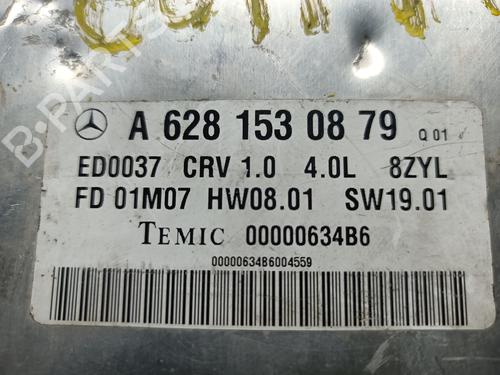 A 628 153 08 79 Q 01
ED0037 CRV 1.0 4.0L 8ZYL
FD 01M07 HW08.01 SW19.01
TEMIC 00000634B6
00000634B6004559
B-PARTS